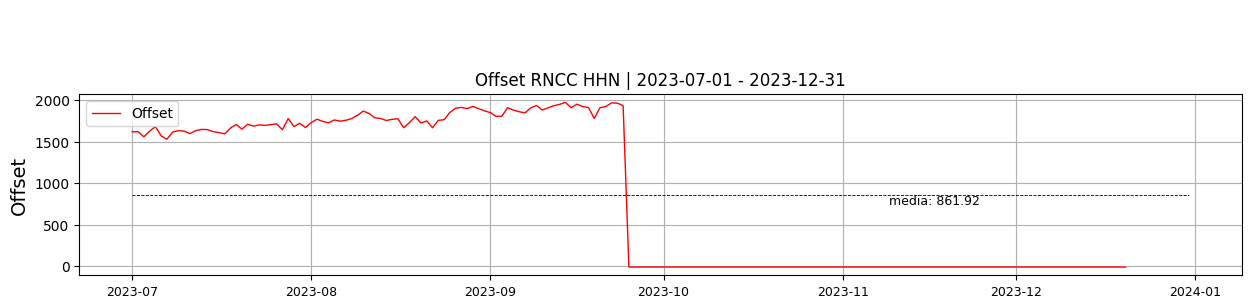 Offset RNCC HHN | 2023-07-01 - 2023-12-31
Offset
Offset
2000
1500
1000
500
0
media: 861.92
2023-07 2023-08 2023-09 2023-10 2023-11 2023-12 2024-01